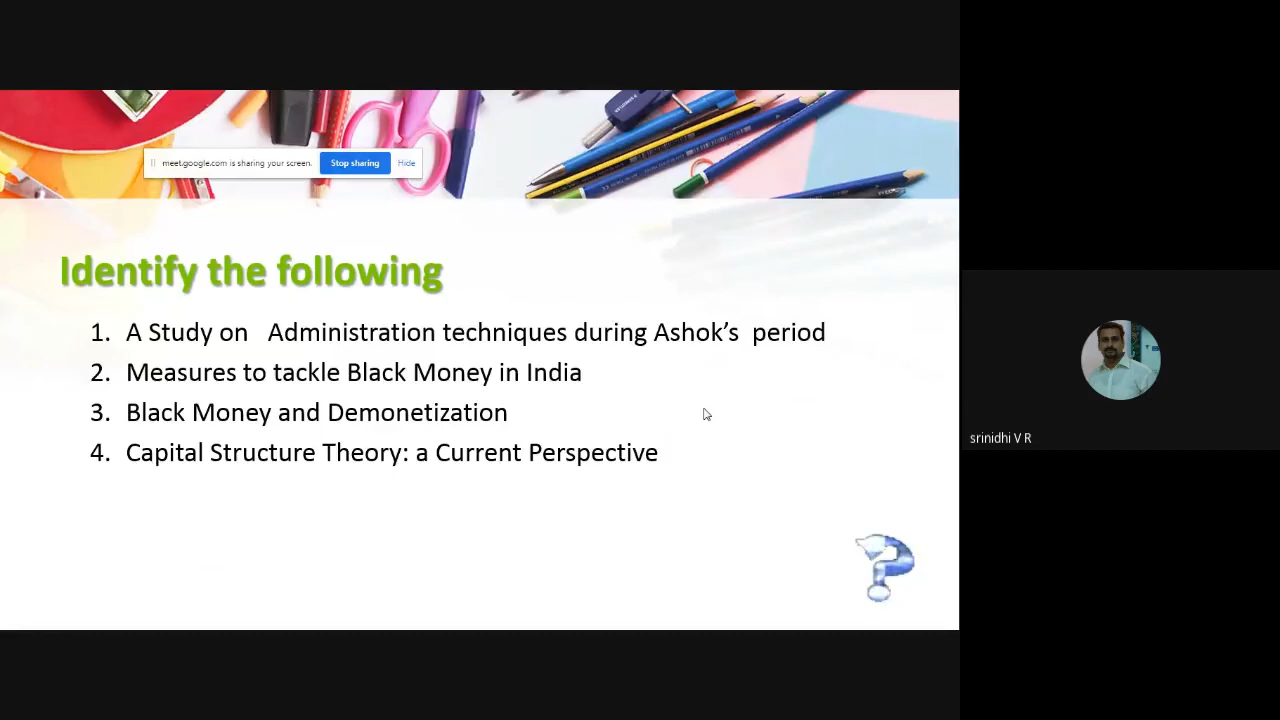 meet.google.com is sharing your screen. Stop sharing Hide
Identify the following
1. A Study on Administration techniques during Ashok’s period
2. Measures to tackle Black Money in India
3. Black Money and Demonetization
4. Capital Structure Theory: a Current Perspective
srinidhi V R